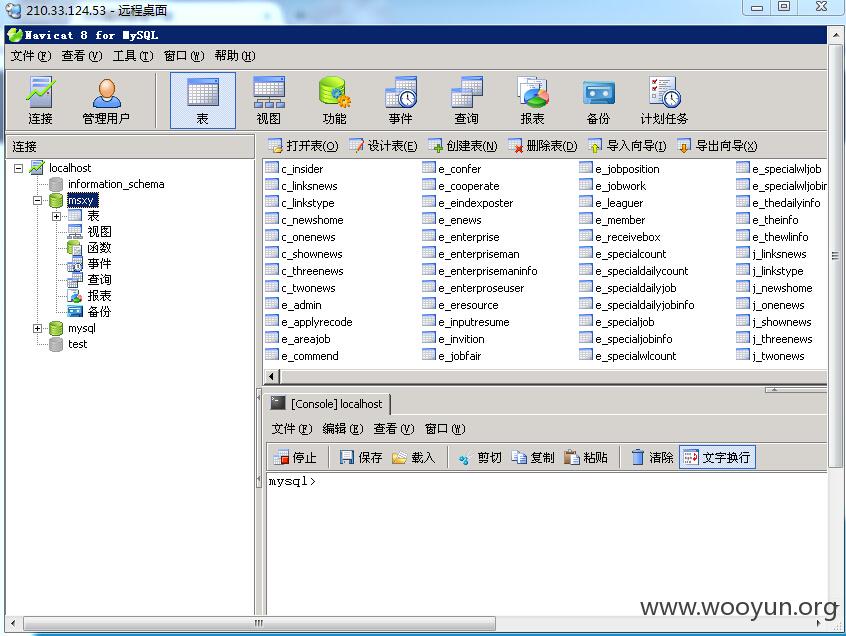 210.33.124.53 - 远程桌面
Navicat 8 for MySQL
文件(F) 查看(V) 工具(T) 窗口(W) 帮助(H)
连接 管理用户 表 视图 功能 事件 查询 报表 备份 计划任务
连接
打开表(O) 设计表(E) 创建表(N) 删除表(D) 导入向导(I) 导出向导(X)
localhost
information_schema
msxy
表
视图
函数
事件
查询
报表
备份
mysql
test
c_insider e_confer e_jobposition e_specialwljob
c_linksnews e_cooperate e_jobwork e_specialwljobin
c_linkstype e_eindexposter e_leaguer e_thedailyinfo
c_newshome e_enews e_member e_theinfo
c_onenews e_enterprise e_receivebox e_thewlinfo
c_shownews e_enterpriseman e_specialcount j_linksnews
c_threenews e_enterprisemaninfo e_specialdailycount j_linkstype
c_twonews e_enterproseuser e_specialdailyjob j_newshome
e_admin e_eresource e_specialdailyjobinfo j_onenews
e_applyrecode e_inputresume e_specialjob j_shownews
e_areajob e_invition e_specialjobinfo j_threenews
e_commend e_jobfair e_specialwlcount j_twonews
[Console] localhost
文件(F) 编辑(E) 查看(V) 窗口(W)
停止 保存 载入 剪切 复制 粘贴 清除 文字换行
mysql>
www.wooyun.org